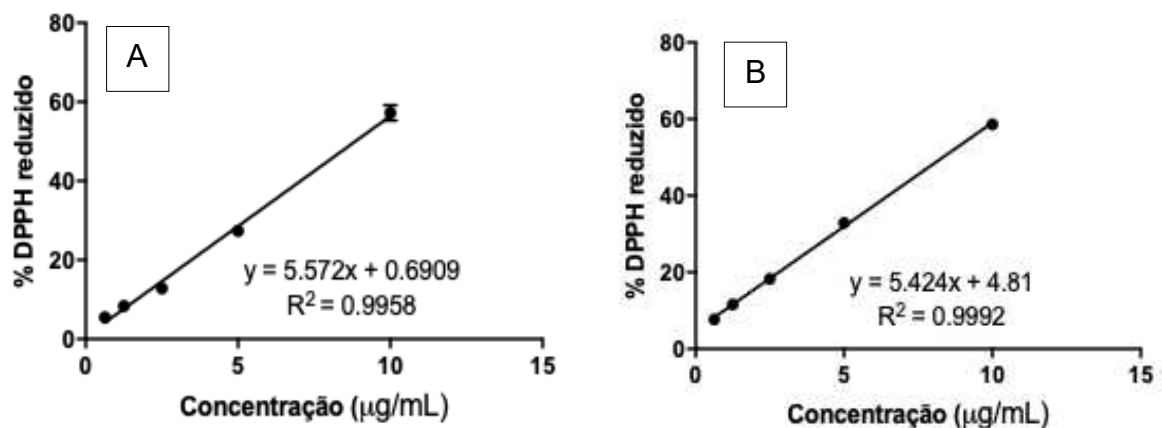 A
% DPPH reduzido
80
60
40
20
0
y = 5.572x + 0.6909
R² = 0.9958
0 5 10 15
Concentração (μg/mL)
B
% DPPH reduzido
80
60
40
20
0
y = 5.424x + 4.81
R² = 0.9992
0 5 10 15
Concentração (μg/mL)